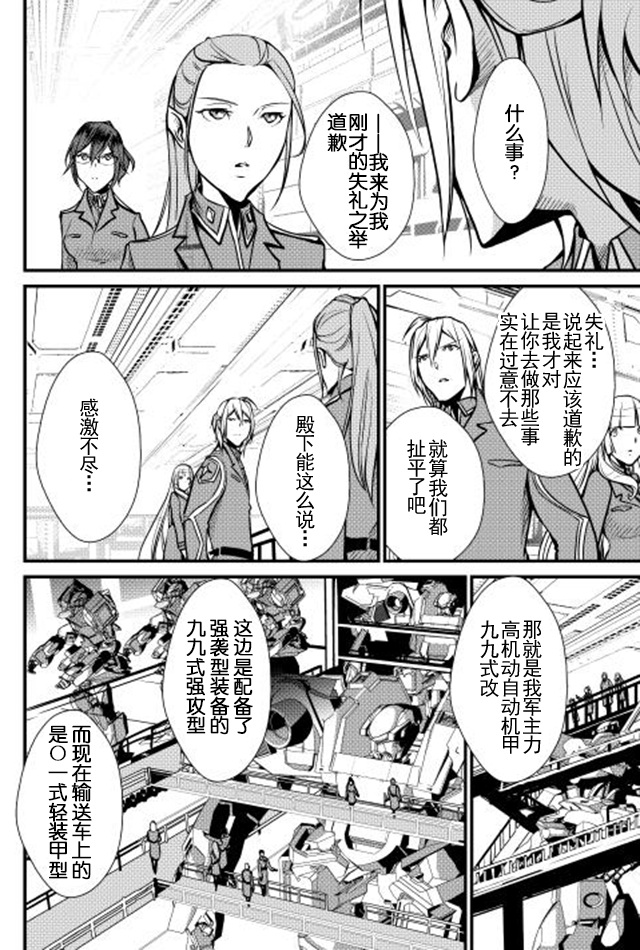 什么事？
——我来为我
刚才的失礼之举
道歉
失礼…
说起来应该道歉的
是我才对
让你去做那些事
实在过意不去
就算我们都
扯平了吧
殿下能这么说…
感激不尽…
那就是我军主力
高机动自动机甲
九九式改
这边是配备了
强袭型装备的
九九式强攻型
而现在输送车上的
是〇一式轻装甲型